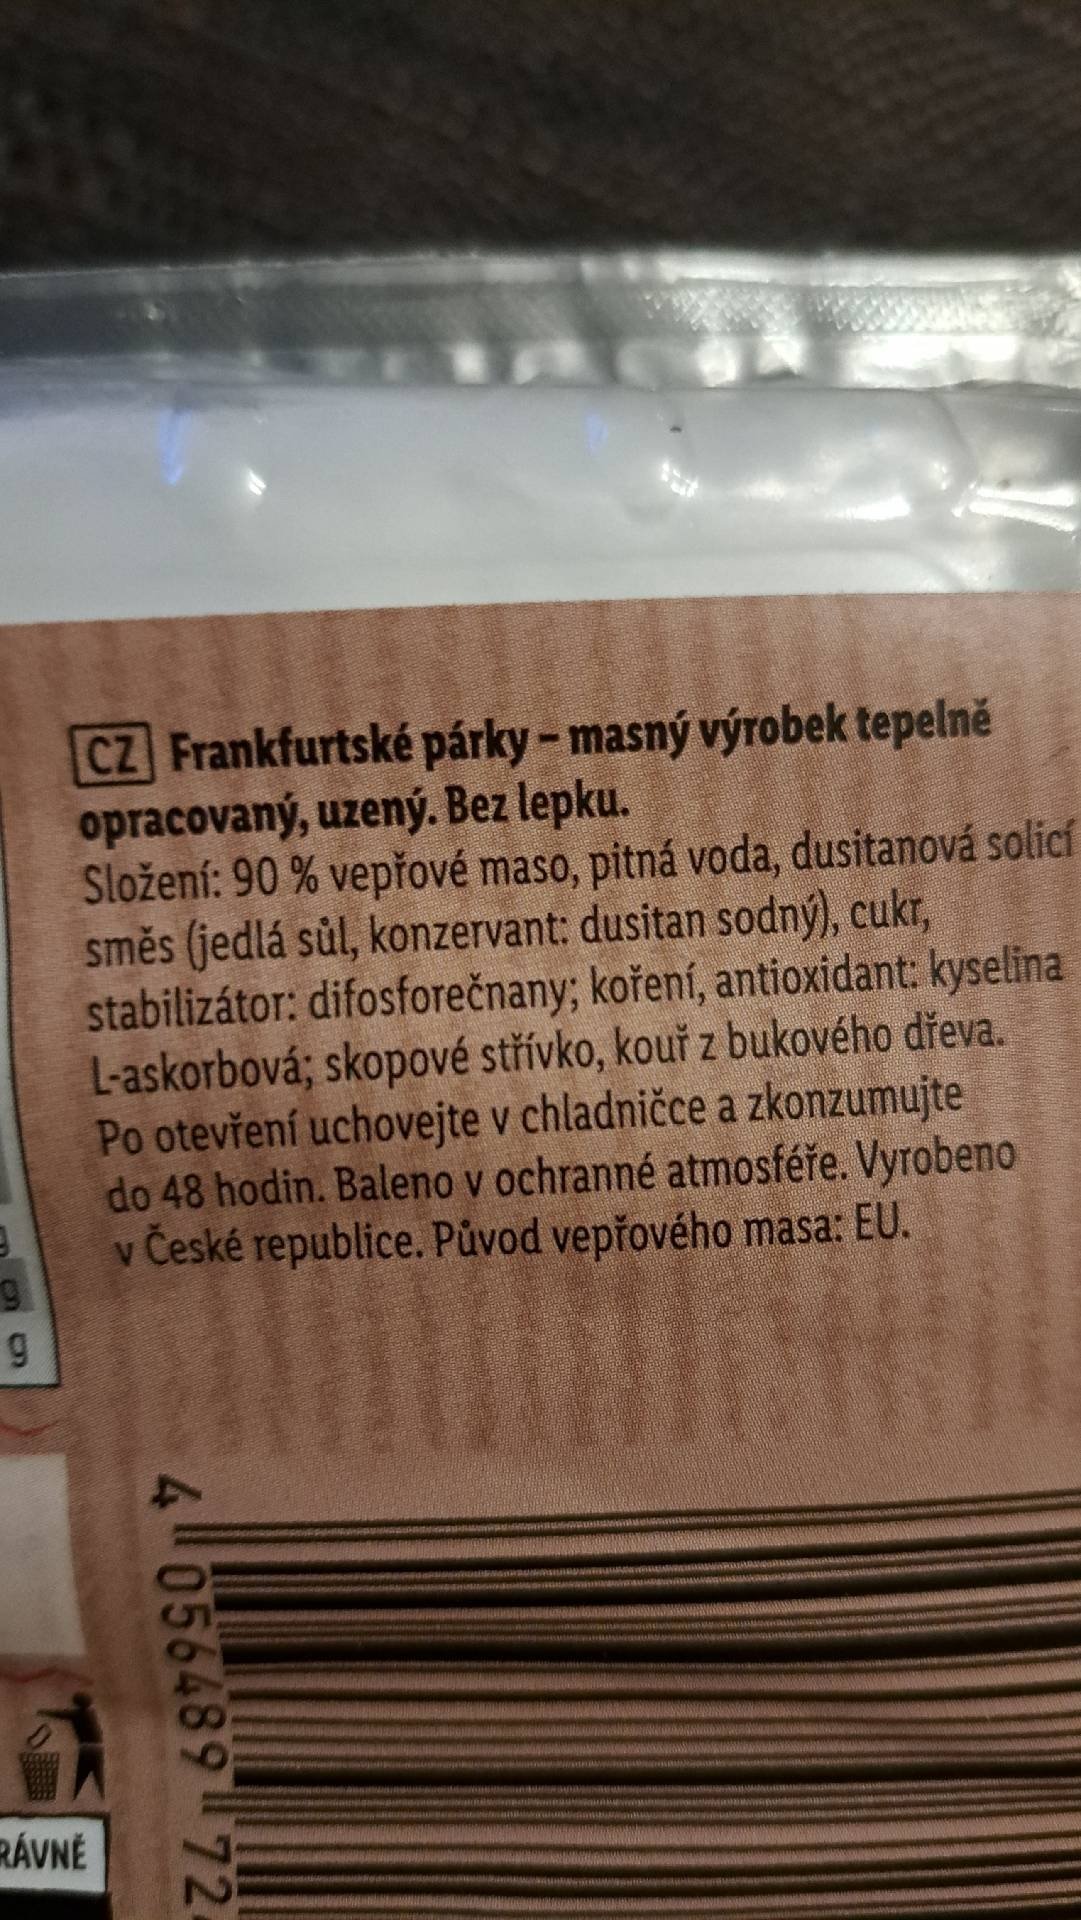 CZ Frankfurtské párky – masný výrobek tepelně
opracovaný, uzený. Bez lepku.
Složení: 90 % vepřové maso, pitná voda, dusitanová solicí
směs (jedlá sůl, konzervant: dusitan sodný), cukr,
stabilizátor: difosforečnany; koření, antioxidant: kyselina
L-askorbová; skopové střívko, kouř z bukového dřeva.
Po otevření uchovejte v chladničce a zkonzumujte
do 48 hodin. Baleno v ochranné atmosféře. Vyrobeno
v České republice. Původ vepřového masa: EU.
g
g
g
4 056489 72
RÁVNĚ